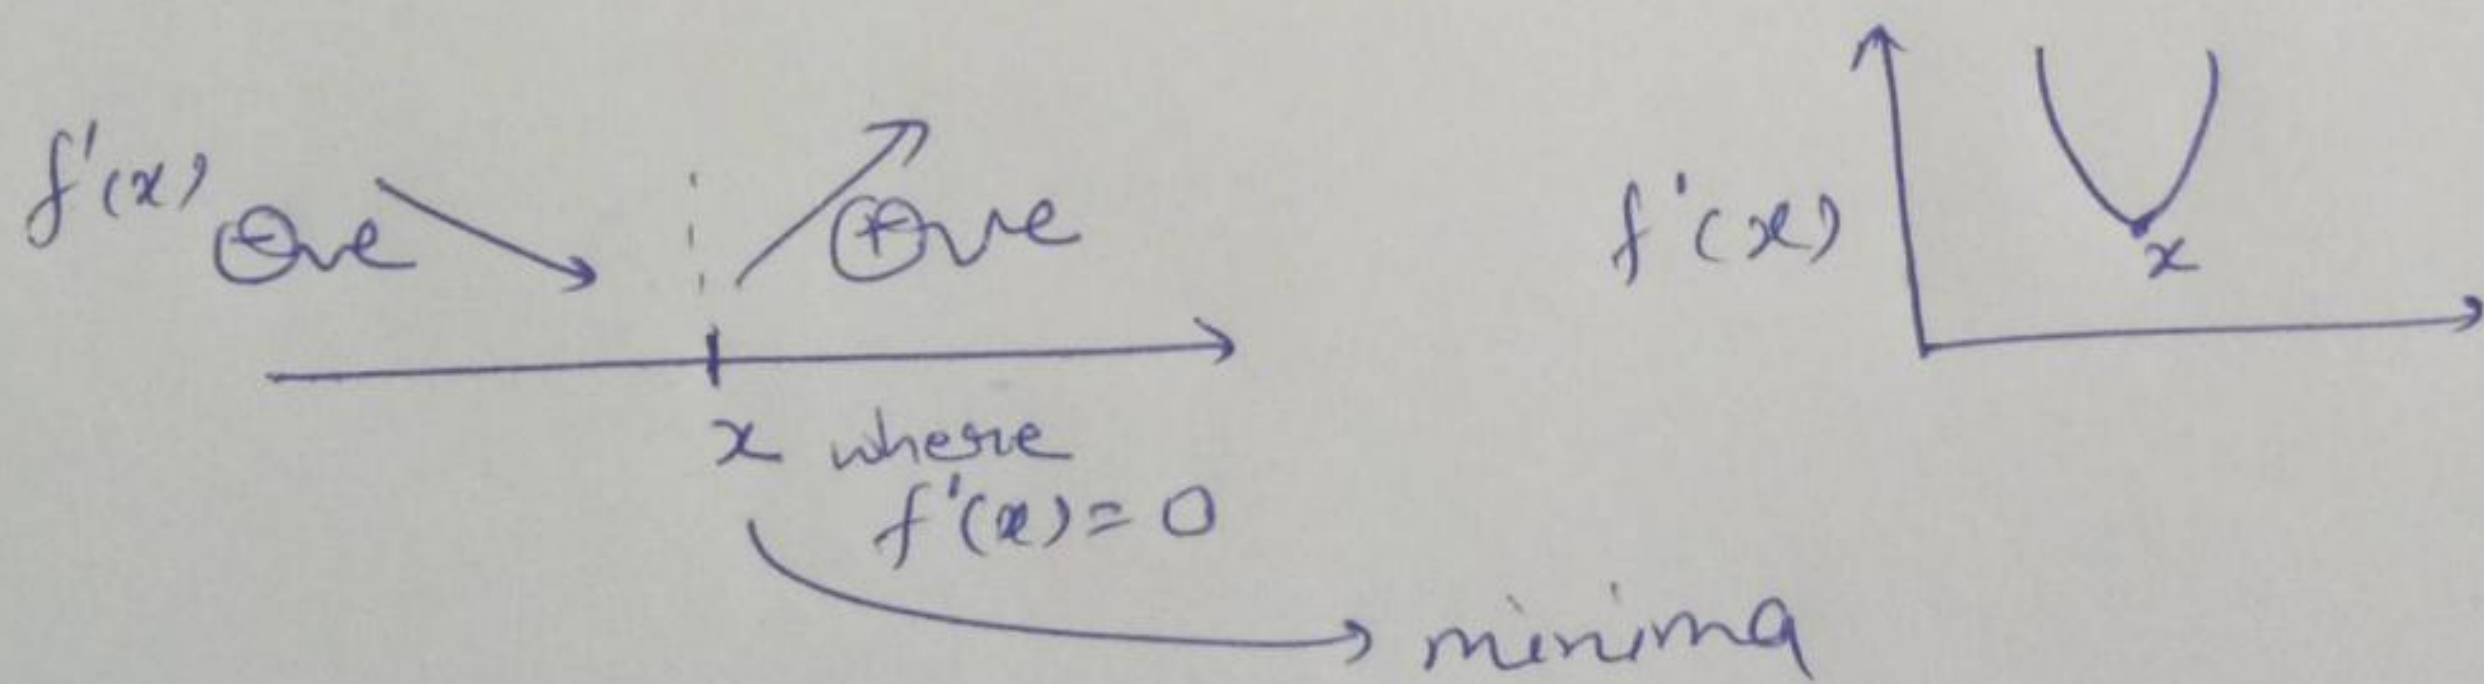 f'(x) ⊖ve ⊕ve
x where
f'(x) = 0
minima
f'(x)
x